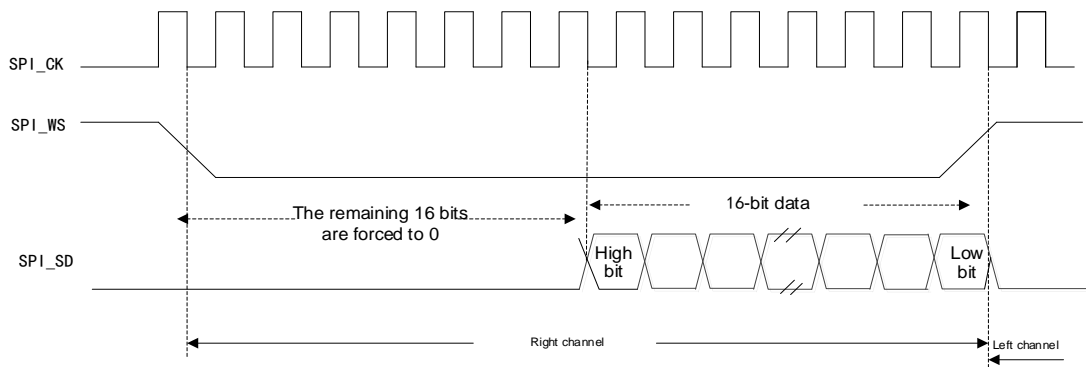 SPI_CK
SPI_WS
The remaining 16 bits
are forced to 0
16-bit data
SPI_SD
High
bit
Low
bit
Right channel
Left channel